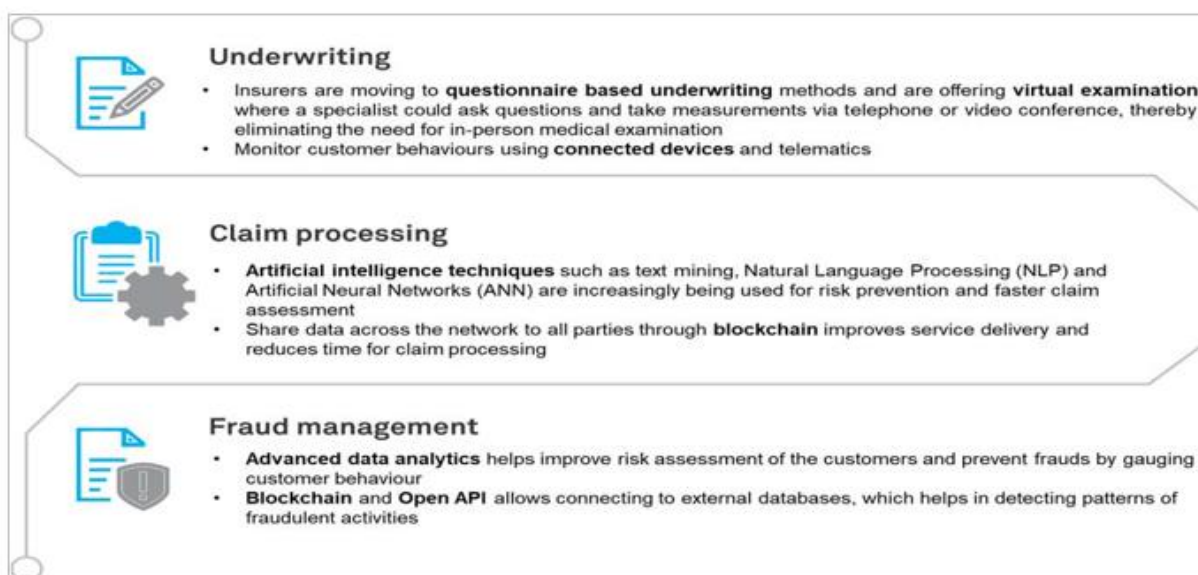 Underwriting
• Insurers are moving to questionnaire based underwriting methods and are offering virtual examination
where a specialist could ask questions and take measurements via telephone or video conference, thereby
eliminating the need for in-person medical examination
• Monitor customer behaviours using connected devices and telematics
Claim processing
• Artificial intelligence techniques such as text mining, Natural Language Processing (NLP) and
Artificial Neural Networks (ANN) are increasingly being used for risk prevention and faster claim
assessment
• Share data across the network to all parties through blockchain improves service delivery and
reduces time for claim processing
Fraud management
• Advanced data analytics helps improve risk assessment of the customers and prevent frauds by gauging
customer behaviour
• Blockchain and Open API allows connecting to external databases, which helps in detecting patterns of
fraudulent activities